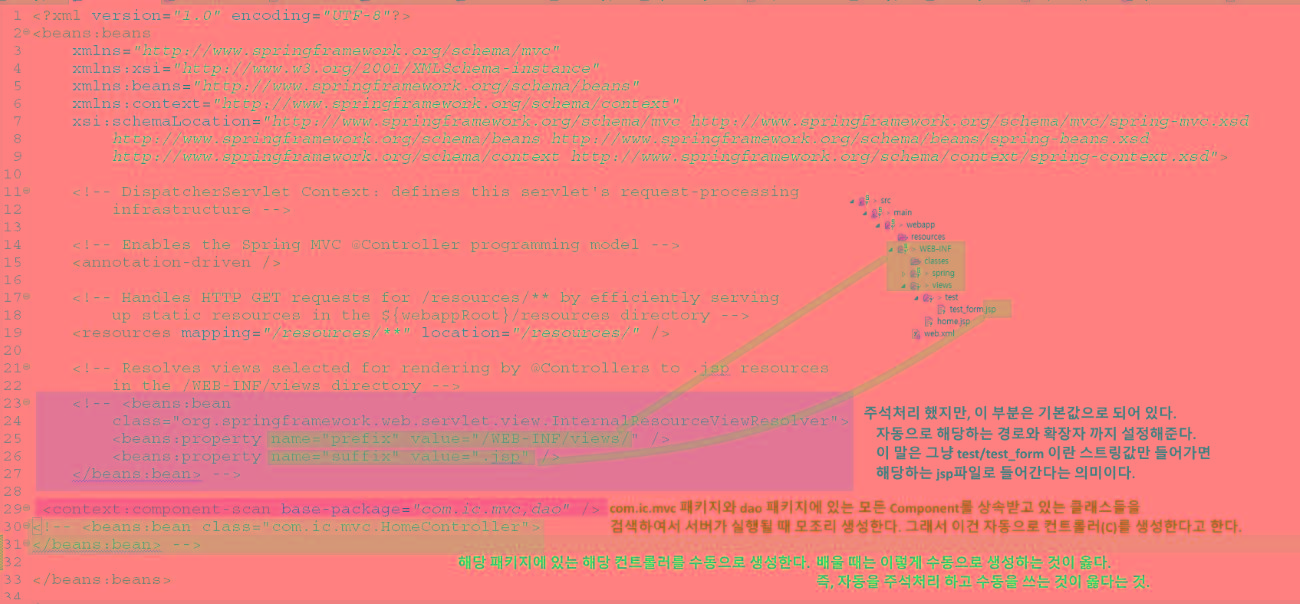 1 <?xml version="1.0" encoding="UTF-8"?>
2 <beans:beans
3 xmlns="http://www.springframework.org/schema/mvc"
4 xmlns:xsi="http://www.w3.org/2001/XMLSchema-instance"
5 xmlns:beans="http://www.springframework.org/schema/beans"
6 xmlns:context="http://www.springframework.org/schema/context"
7 xsi:schemaLocation="http://www.springframework.org/schema/mvc http://www.springframework.org/schema/mvc/spring-mvc.xsd
8 http://www.springframework.org/schema/beans http://www.springframework.org/schema/beans/spring-beans.xsd
9 http://www.springframework.org/schema/context http://www.springframework.org/schema/context/spring-context.xsd">
10
11 <!-- DispatcherServlet Context: defines this servlet's request-processing
12 infrastructure -->
13
14 <!-- Enables the Spring MVC @Controller programming model -->
15 <annotation-driven />
16
17 <!-- Handles HTTP GET requests for /resources/** by efficiently serving
18 up static resources in the ${webappRoot}/resources directory -->
19 <resources mapping="/resources/**" location="/resources/" />
20
21 <!-- Resolves views selected for rendering by @Controllers to .jsp resources
22 in the /WEB-INF/views directory -->
23 <!-- <beans:bean
24 class="org.springframework.web.servlet.view.InternalResourceViewResolver">
25 <beans:property name="prefix" value="/WEB-INF/views/" />
26 <beans:property name="suffix" value=".jsp" />
27 </beans:bean> -->
28
29 <context:component-scan base-package="com.ic.mvc,dao" />
30 <!-- <beans:bean class="com.ic.mvc.HomeController">
31 </beans:bean> -->
32
33 </beans:beans>
34
src
main
webapp
resources
WEB-INF
classes
spring
views
test
test_form.jsp
home.jsp
web.xml
주석처리 했지만, 이 부분은 기본값으로 되어 있다.
자동으로 해당하는 경로와 확장자 까지 설정해준다.
이 말은 그냥 test/test_form 이란 스트링값만 들어가면
해당하는 jsp파일로 들어간다는 의미이다.
com.ic.mvc 패키지와 dao 패키지에 있는 모든 Component를 상속받고 있는 클래스들을
검색하여서 서버가 실행될 때 모조리 생성한다. 그래서 이건 자동으로 컨트롤러(C)를 생성한다고 한다.
해당 패키지에 있는 해당 컨트롤러를 수동으로 생성한다. 배울 때는 이렇게 수동으로 생성하는 것이 옳다.
즉, 자동을 주석처리 하고 수동을 쓰는 것이 옳다는 것.